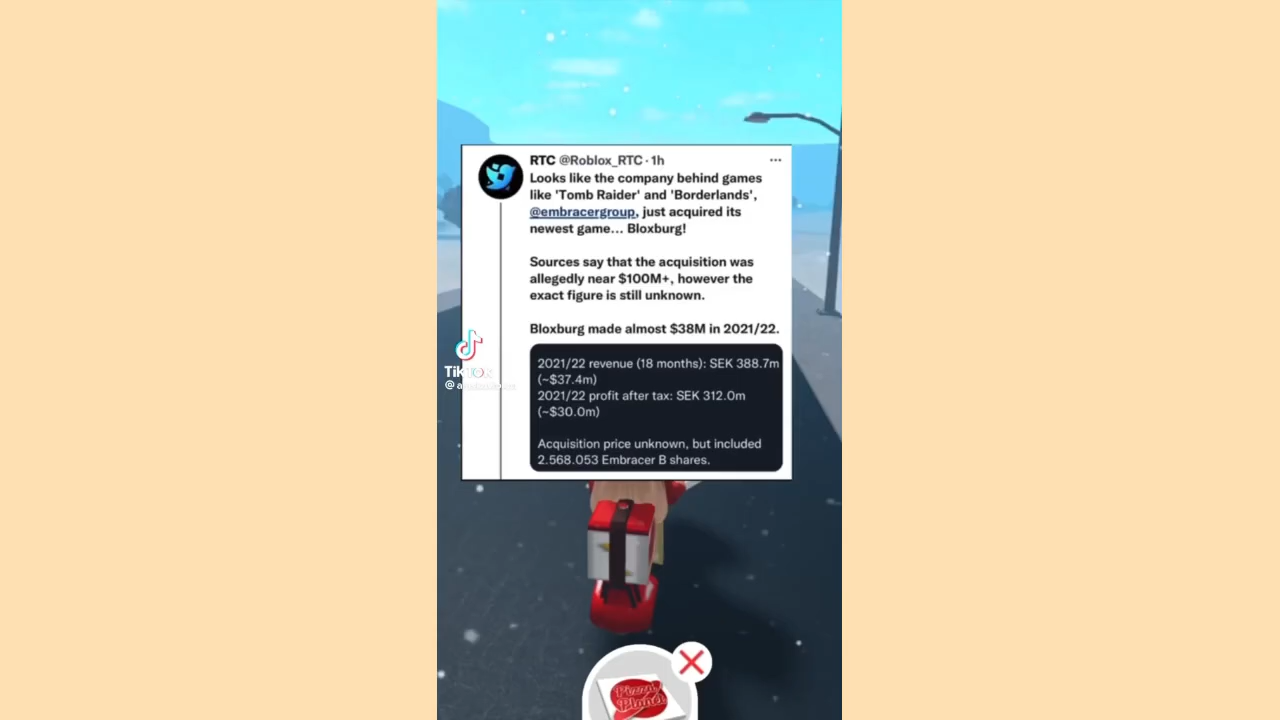 RTC @Roblox_RTC · 1h
Looks like the company behind games
like 'Tomb Raider' and 'Borderlands',
@embracergroup, just acquired its
newest game... Bloxburg!
Sources say that the acquisition was
allegedly near $100M+, however the
exact figure is still unknown.
Bloxburg made almost $38M in 2021/22.
2021/22 revenue (18 months): SEK 388.7m
(~$37.4m)
2021/22 profit after tax: SEK 312.0m
(~$30.0m)
Acquisition price unknown, but included
2.568.053 Embracer B shares.
TikTok
Pizza
Planet